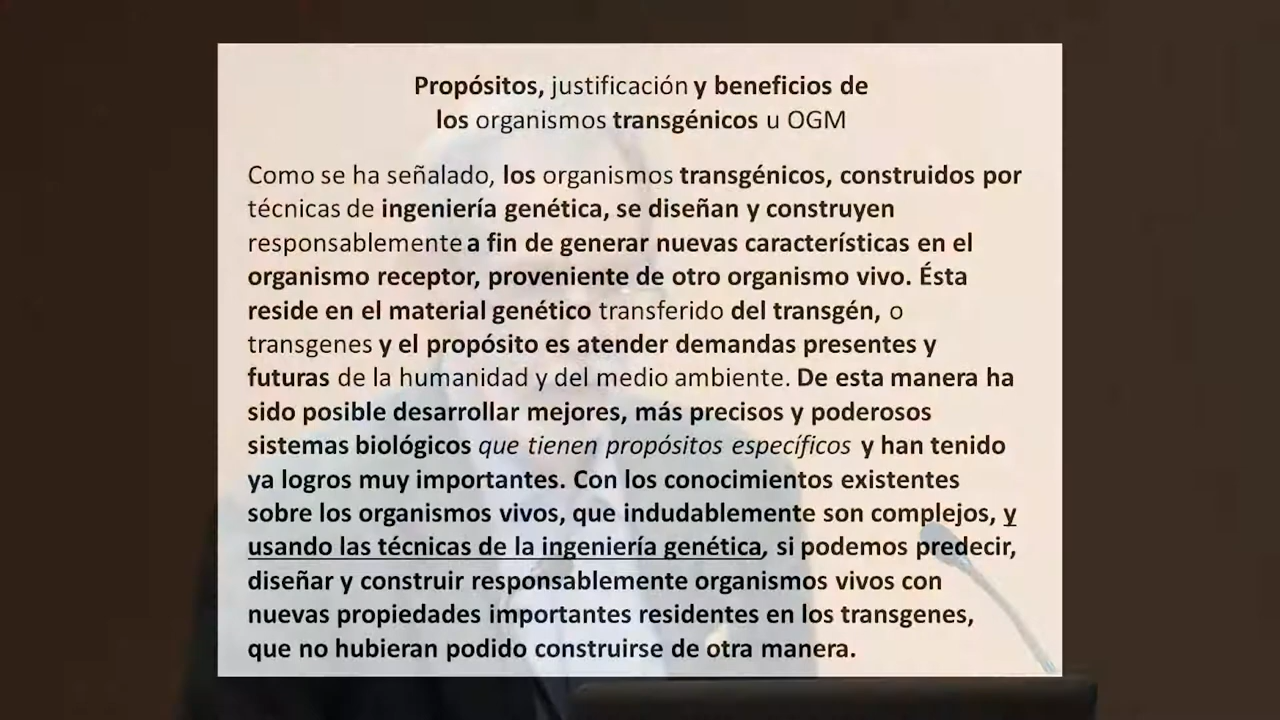 Propósitos, justificación y beneficios de
los organismos transgénicos u OGM
Como se ha señalado, los organismos transgénicos, construidos por
técnicas de ingeniería genética, se diseñan y construyen
responsablemente a fin de generar nuevas características en el
organismo receptor, proveniente de otro organismo vivo. Ésta
reside en el material genético transferido del transgén, o
transgenes y el propósito es atender demandas presentes y
futuras de la humanidad y del medio ambiente. De esta manera ha
sido posible desarrollar mejores, más precisos y poderosos
sistemas biológicos que tienen propósitos específicos y han tenido
ya logros muy importantes. Con los conocimientos existentes
sobre los organismos vivos, que indudablemente son complejos, y
usando las técnicas de la ingeniería genética, si podemos predecir,
diseñar y construir responsablemente organismos vivos con
nuevas propiedades importantes residentes en los transgenes,
que no hubieran podido construirse de otra manera.